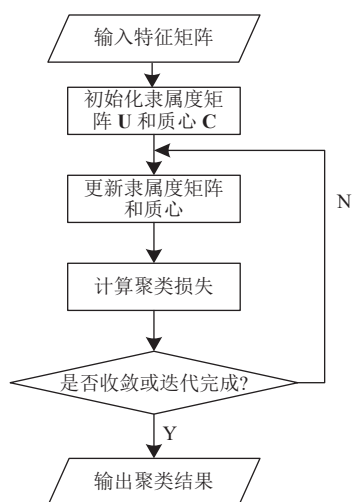 输入特征矩阵
初始化隶属度矩
阵 U 和质心 C
更新隶属度矩阵
和质心
N
计算聚类损失
是否收敛或迭代完成?
Y
输出聚类结果